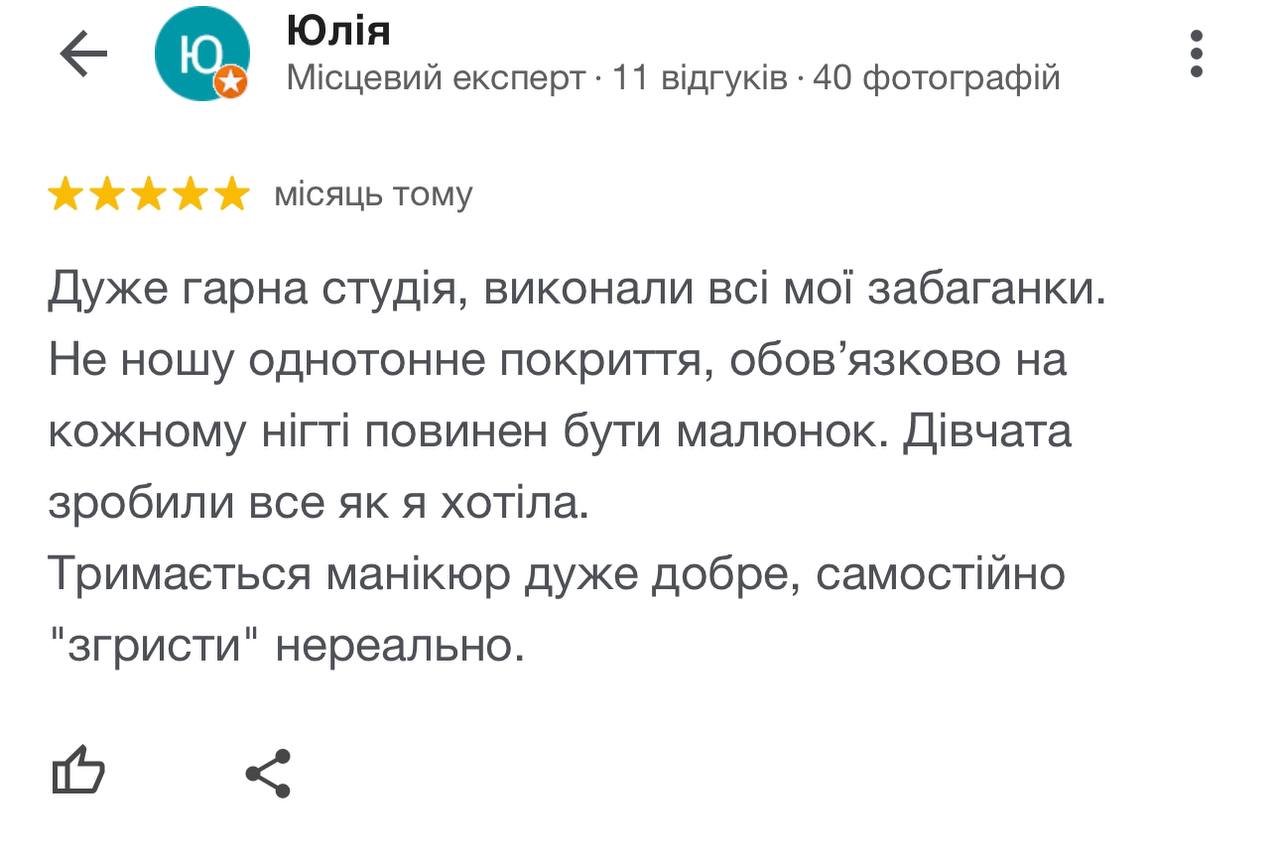 Юлія
Місцевий експерт · 11 відгуків · 40 фотографій
місяць тому
Дуже гарна студія, виконали всі мої забаганки.
Не ношу однотонне покриття, обов’язково на
кожному нігті повинен бути малюнок. Дівчата
зробили все як я хотіла.
Тримається манікюр дуже добре, самостійно
"згристи" нереально.